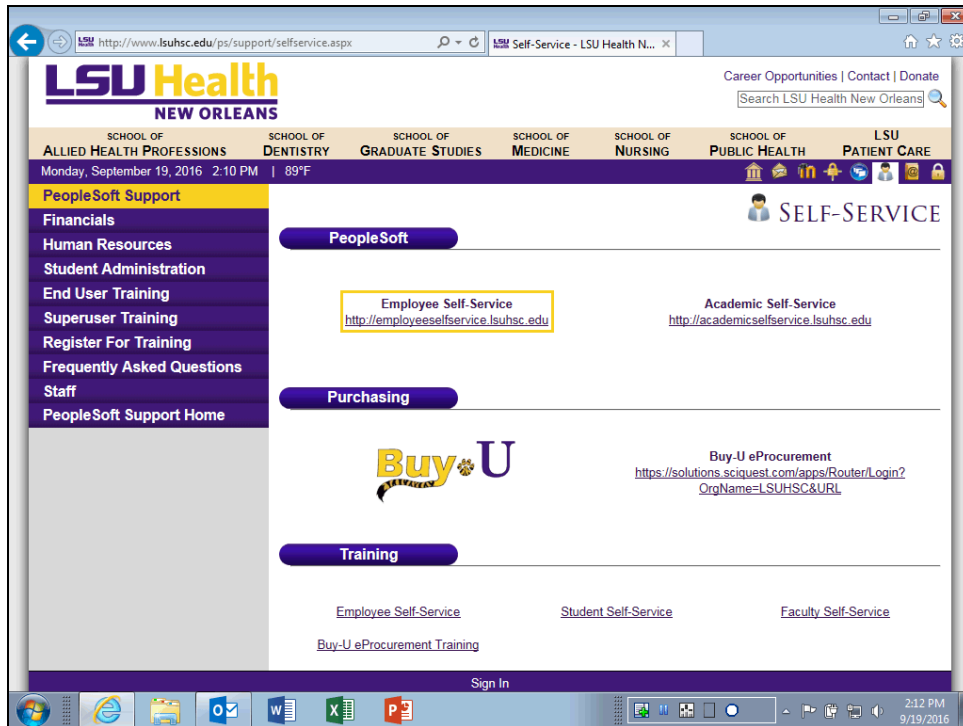 http://www.lsuhsc.edu/ps/support/selfservice.aspx
LSUH Self-Service - LSU Health N...
LSU Health
NEW ORLEANS
Career Opportunities | Contact | Donate
Search LSU Health New Orleans
SCHOOL OF ALLIED HEALTH PROFESSIONS
SCHOOL OF DENTISTRY
SCHOOL OF GRADUATE STUDIES
SCHOOL OF MEDICINE
SCHOOL OF NURSING
SCHOOL OF PUBLIC HEALTH
LSU PATIENT CARE
Monday, September 19, 2016 2:10 PM | 89°F
PeopleSoft Support
Financials
Human Resources
Student Administration
End User Training
Superuser Training
Register For Training
Frequently Asked Questions
Staff
PeopleSoft Support Home
SELF-SERVICE
PeopleSoft
Employee Self-Service
http://employeeselfservice.lsuhsc.edu
Academic Self-Service
http://academicselfservice.lsuhsc.edu
Purchasing
Buy U
Buy-U eProcurement
https://solutions.sciquest.com/apps/Router/Login?
OrgName=LSUHSC&URL
Training
Employee Self-Service
Student Self-Service
Faculty Self-Service
Buy-U eProcurement Training
Sign In
2:12 PM
9/19/2016